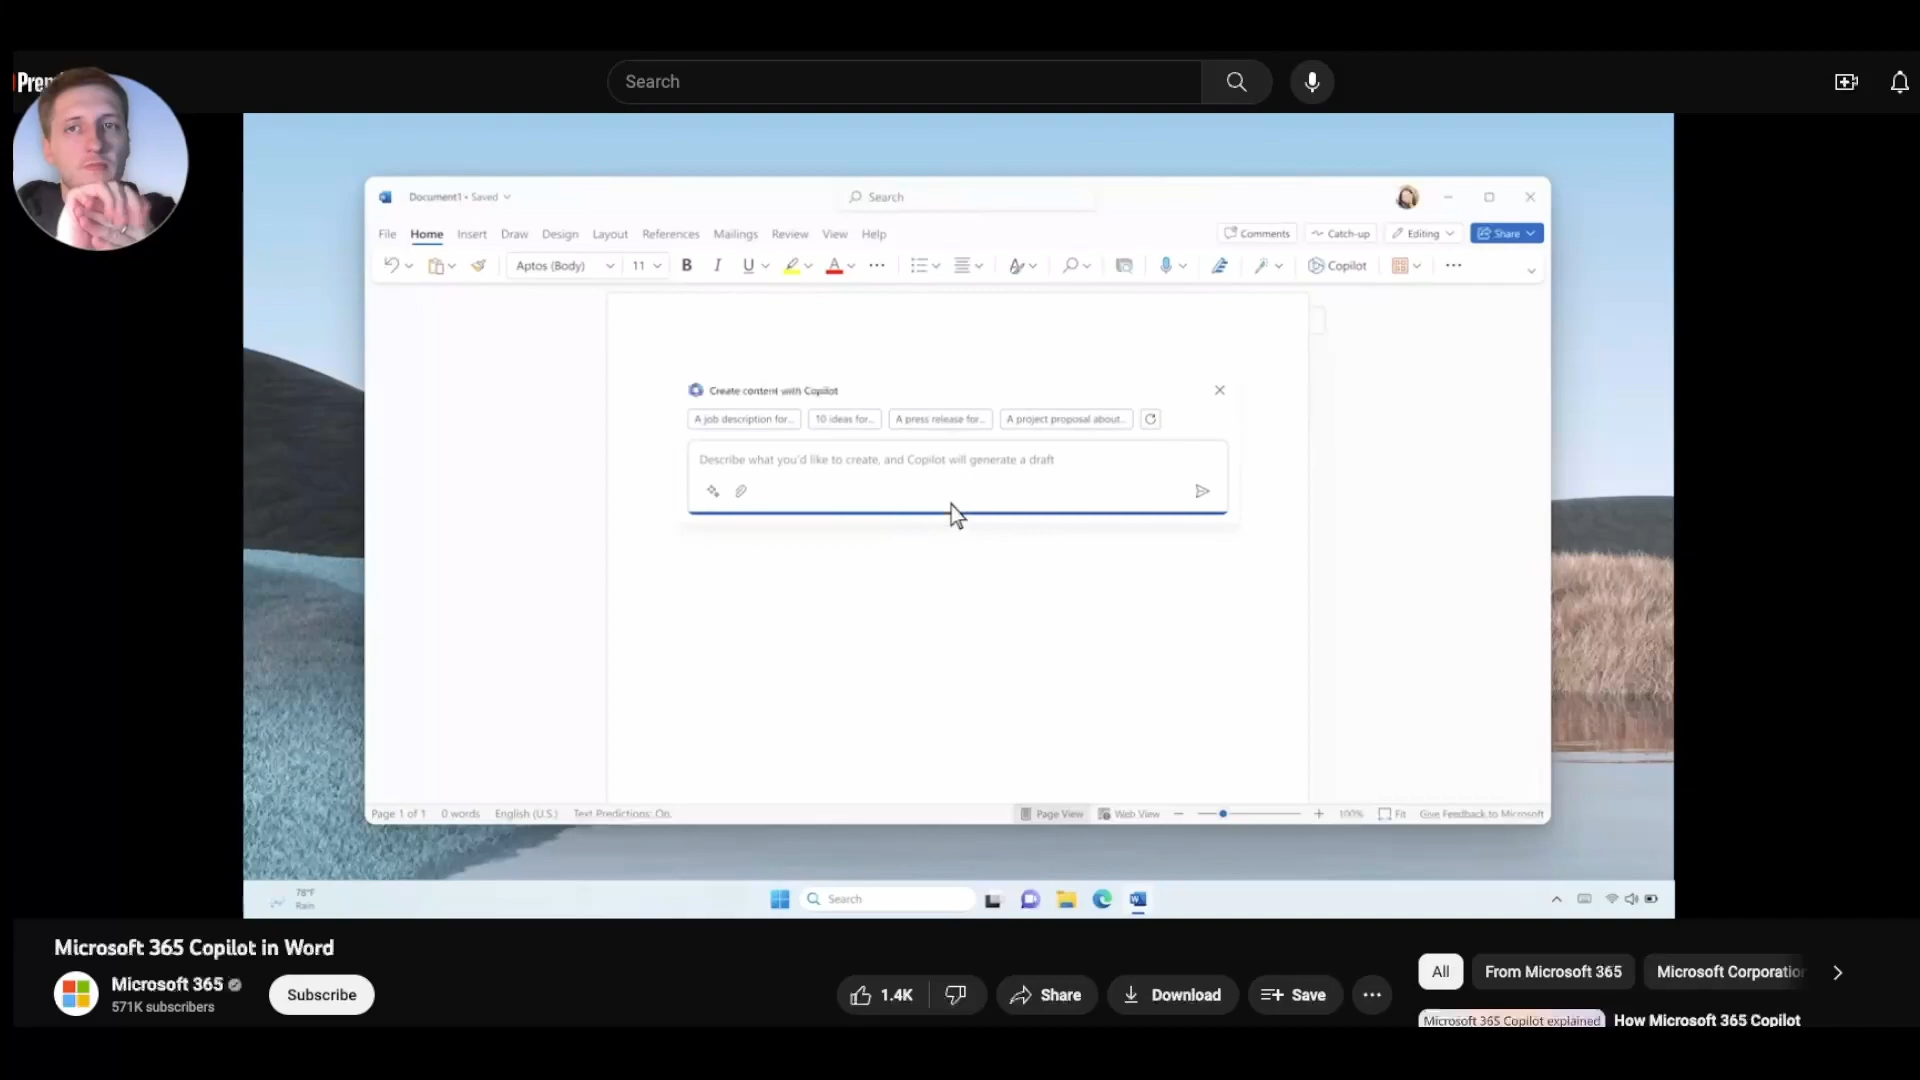 Prem
Search
Document1 • Saved
Search
File Home Insert Draw Design Layout References Mailings Review View Help
Comments Catch-up Editing Share
Aptos (Body) 11 B I U A Copilot
Create content with Copilot
A job description for... 10 ideas for... A press release for... A project proposal about...
Describe what you'd like to create, and Copilot will generate a draft
Page 1 of 1 0 words English (U.S.) Text Predictions: On. Page View Web View 100% Fit Give Feedback to Microsoft
78°F
Rain
Search
Microsoft 365 Copilot in Word
Microsoft 365
571K subscribers
Subscribe
1.4K Share Download Save
All From Microsoft 365 Microsoft Corporatio
Microsoft 365 Copilot explained
How Microsoft 365 Copilot